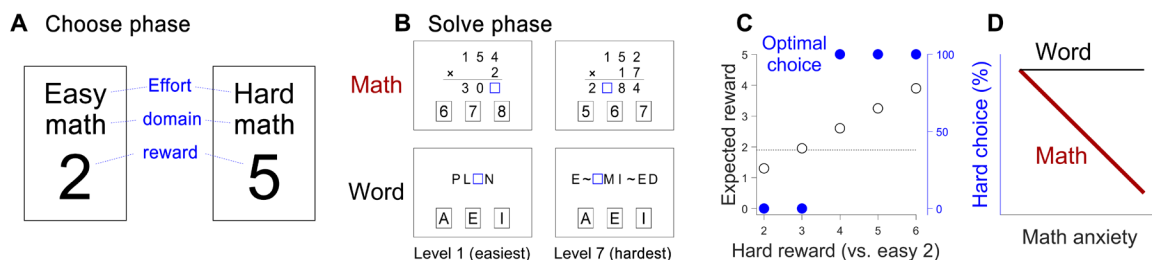 A Choose phase
Easy
math
2
Effort
domain
reward
Hard
math
5
B Solve phase
Math
1 5 4
× 2
3 0 □
6 7 8
1 5 2
× 1 7
2 □ 8 4
5 6 7
Word
P L □ N
A E I
E ~ □ M I ~ E D
A E I
Level 1 (easiest)
Level 7 (hardest)
C
Optimal
choice
Expected reward
5
4
3
2
1
0
100
50
0
2 3 4 5 6
Hard reward (vs. easy 2)
D
Hard choice (%)
Word
Math
Math anxiety